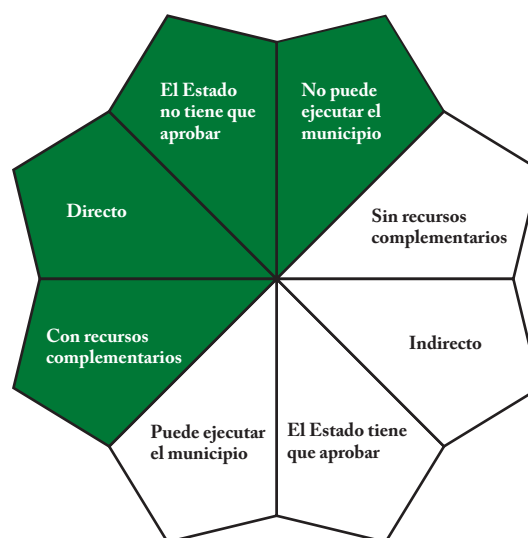 El Estado
no tiene que
aprobar
No puede
ejecutar el
municipio
Directo
Sin recursos
complementarios
Con recursos
complementarios
Indirecto
Puede ejecutar
el municipio
El Estado tiene
que aprobar